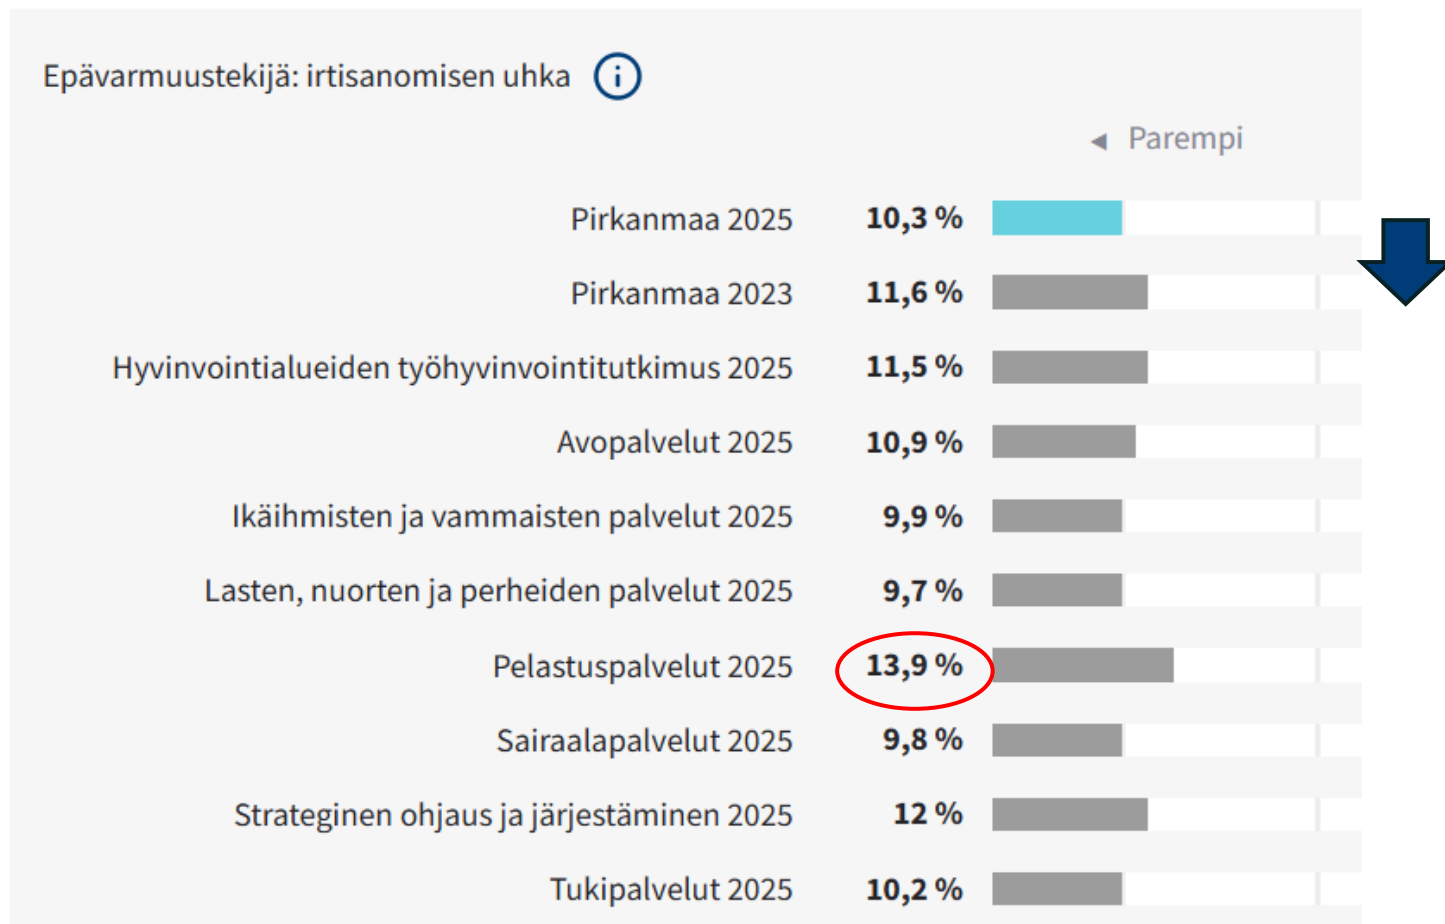 Epävarmuustekijä: irtisanomisen uhka i
◄ Parempi
Pirkanmaa 2025 10,3 %
Pirkanmaa 2023 11,6 %
Hyvinvointialueiden työhyvinvointitutkimus 2025 11,5 %
Avopalvelut 2025 10,9 %
Ikäihmisten ja vammaisten palvelut 2025 9,9 %
Lasten, nuorten ja perheiden palvelut 2025 9,7 %
Pelastuspalvelut 2025 13,9 %
Sairaalapalvelut 2025 9,8 %
Strateginen ohjaus ja järjestäminen 2025 12 %
Tukipalvelut 2025 10,2 %